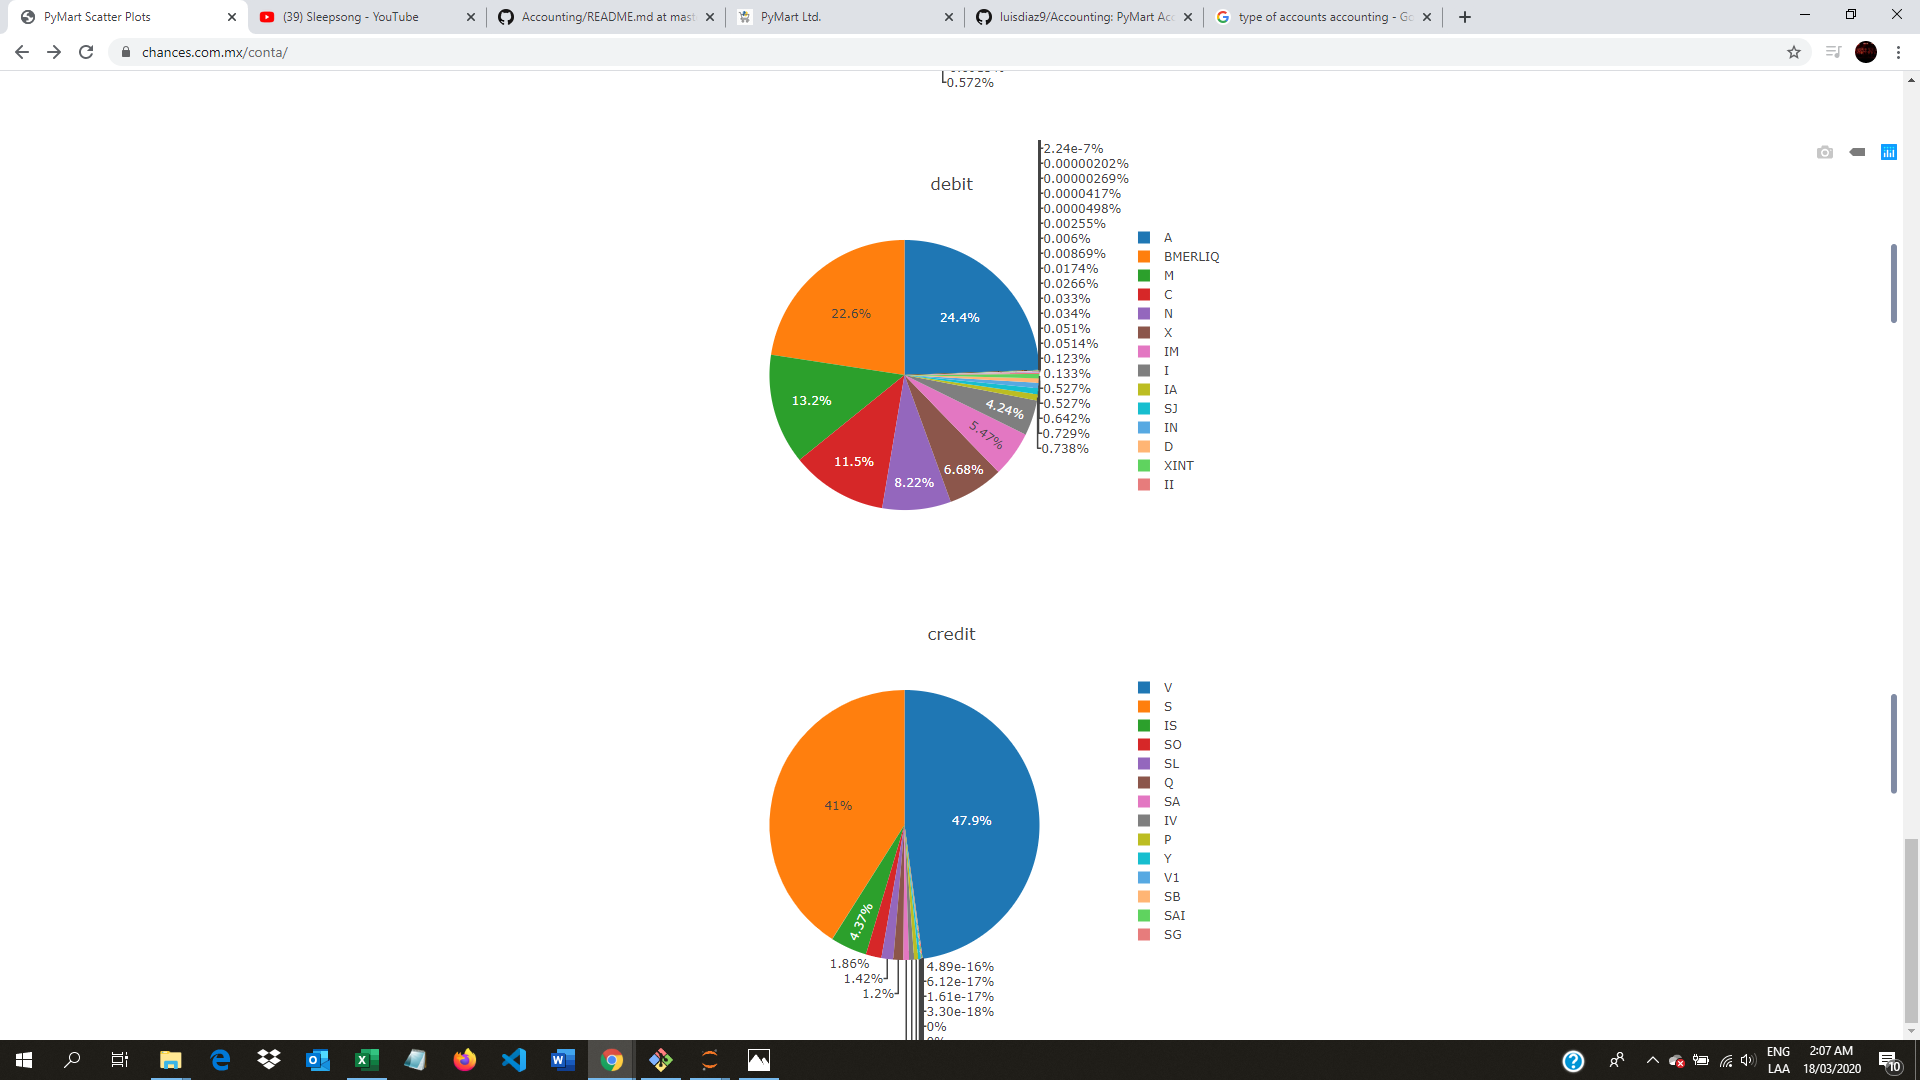 PyMart Scatter Plots
(39) Sleepsong - YouTube
Accounting/README.md at mast
PyMart Ltd.
luisdiaz9/Accounting: PyMart Acc
type of accounts accounting - Go
chances.com.mx/conta/
0.572%
debit
2.24e-7%
0.00000202%
0.00000269%
0.0000417%
0.0000498%
0.00255%
0.006%
0.00869%
0.0174%
0.0266%
0.033%
0.034%
0.051%
0.0514%
0.123%
0.133%
0.527%
0.527%
0.642%
0.729%
0.738%
22.6%
24.4%
13.2%
11.5%
8.22%
6.68%
5.47%
4.24%
A
BMERLIQ
M
C
N
X
IM
I
IA
SJ
IN
D
XINT
II
credit
41%
47.9%
4.37%
1.86%
1.42%
1.2%
4.89e-16%
6.12e-17%
1.61e-17%
3.30e-18%
0%
V
S
IS
SO
SL
Q
SA
IV
P
Y
V1
SB
SAI
SG
ENG
LAA
2:07 AM
18/03/2020
10